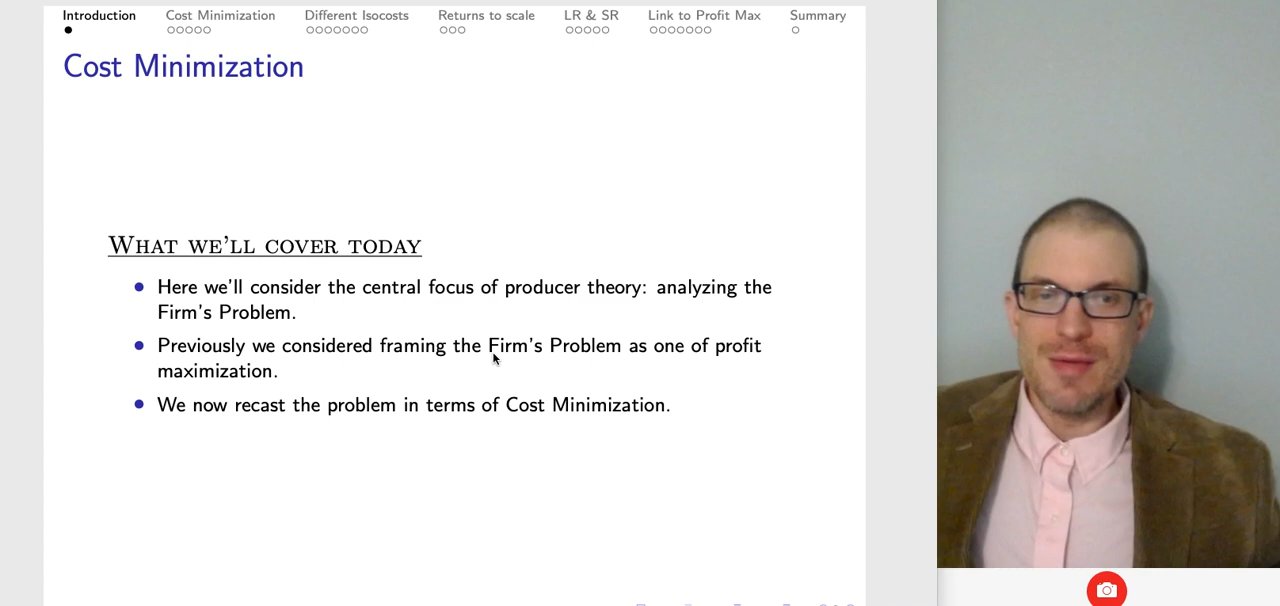 Introduction Cost Minimization Different Isocosts Returns to scale LR & SR Link to Profit Max Summary
Cost Minimization
What we'll cover today
Here we'll consider the central focus of producer theory: analyzing the
Firm's Problem.
Previously we considered framing the Firm's Problem as one of profit
maximization.
We now recast the problem in terms of Cost Minimization.